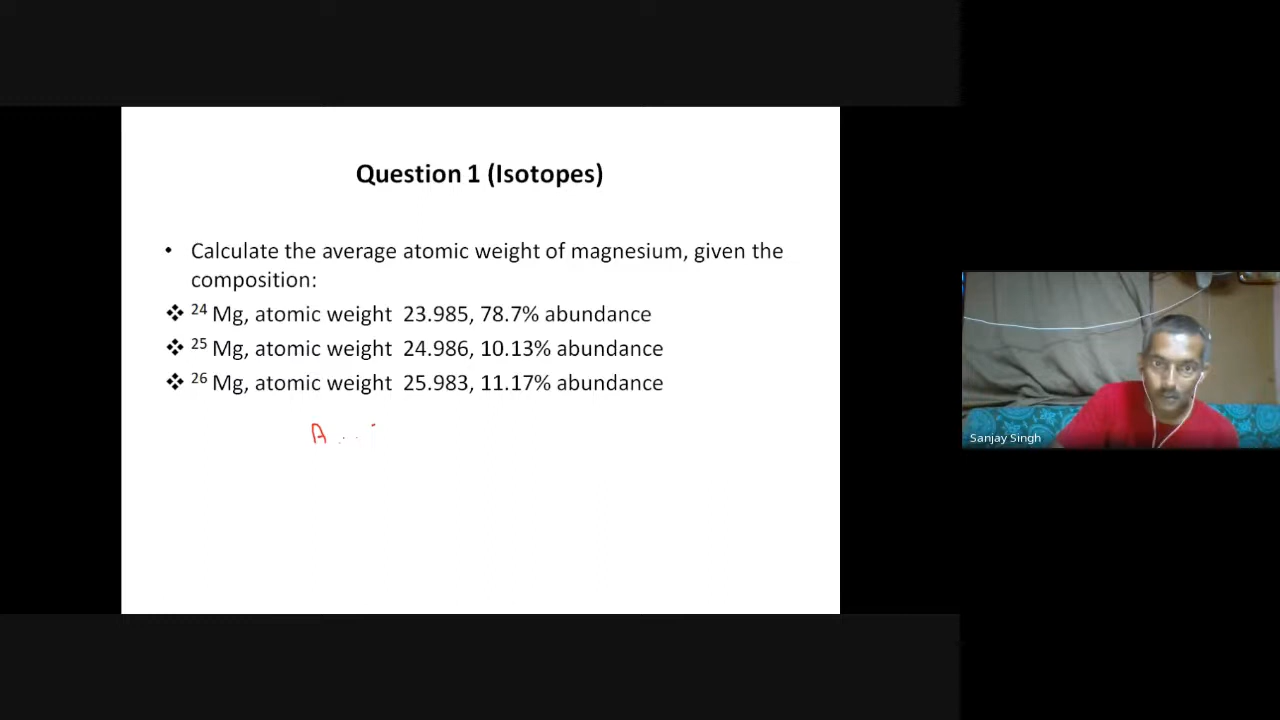 Question 1 (Isotopes)
• Calculate the average atomic weight of magnesium, given the
composition:
❖ ²⁴ Mg, atomic weight 23.985, 78.7% abundance
❖ ²⁵ Mg, atomic weight 24.986, 10.13% abundance
❖ ²⁶ Mg, atomic weight 25.983, 11.17% abundance
A
Sanjay Singh